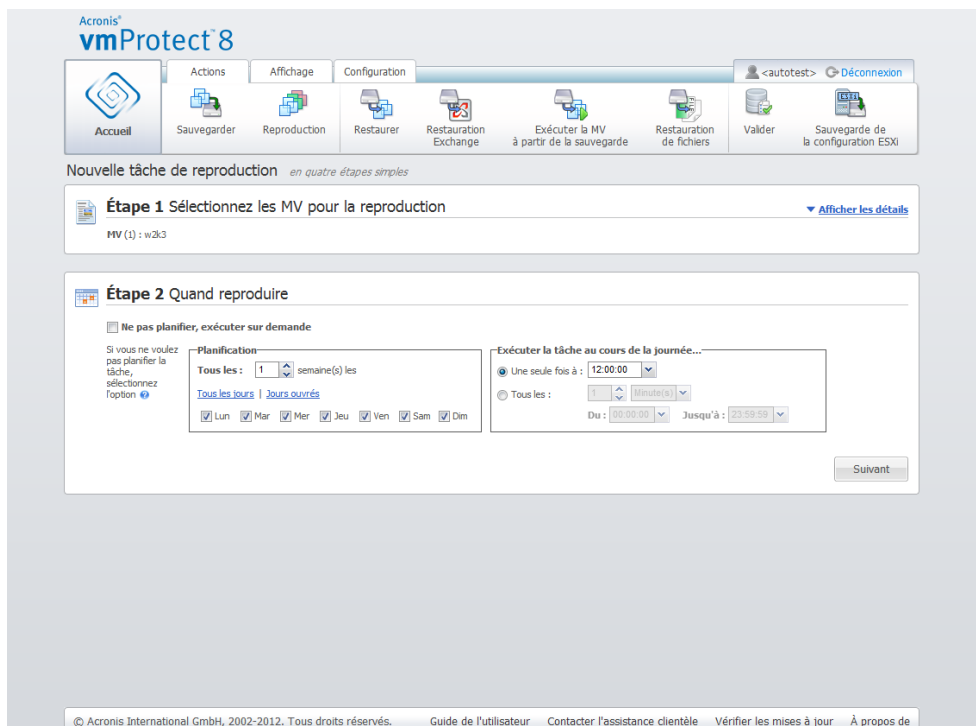 Acronis®
vmProtect™ 8
Actions Affichage Configuration
<autotest> Déconnexion
Accueil
Sauvegarder
Reproduction
Restaurer
Restauration
Exchange
Exécuter la MV
à partir de la sauvegarde
Restauration
de fichiers
Valider
Sauvegarde de
la configuration ESXi
Nouvelle tâche de reproduction en quatre étapes simples
Étape 1 Sélectionnez les MV pour la reproduction
Afficher les détails
MV (1) : w2k3
Étape 2 Quand reproduire
Ne pas planifier, exécuter sur demande
Si vous ne voulez
pas planifier la
tâche,
sélectionnez
l'option
Planification
Tous les : 1 semaine(s) les
Tous les jours | Jours ouvrés
Lun Mar Mer Jeu Ven Sam Dim
Exécuter la tâche au cours de la journée...
Une seule fois à : 12:00:00
Tous les : 1 Minute(s)
Du : 00:00:00 Jusqu'à : 23:59:59
Suivant
© Acronis International GmbH, 2002-2012. Tous droits réservés. Guide de l'utilisateur Contacter l'assistance clientèle Vérifier les mises à jour À propos de